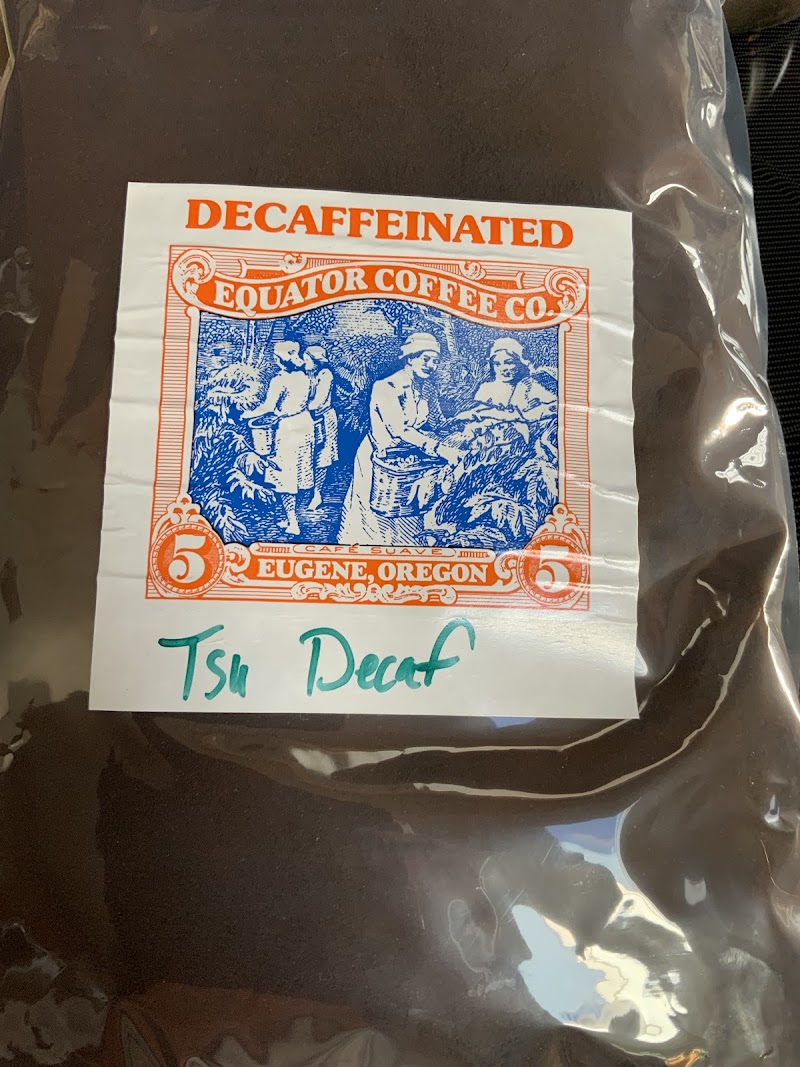 DECAFFEINATED
EQUATOR COFFEE CO.
5 CAFÉ SUAVE 5
EUGENE, OREGON
Tsu Decaf